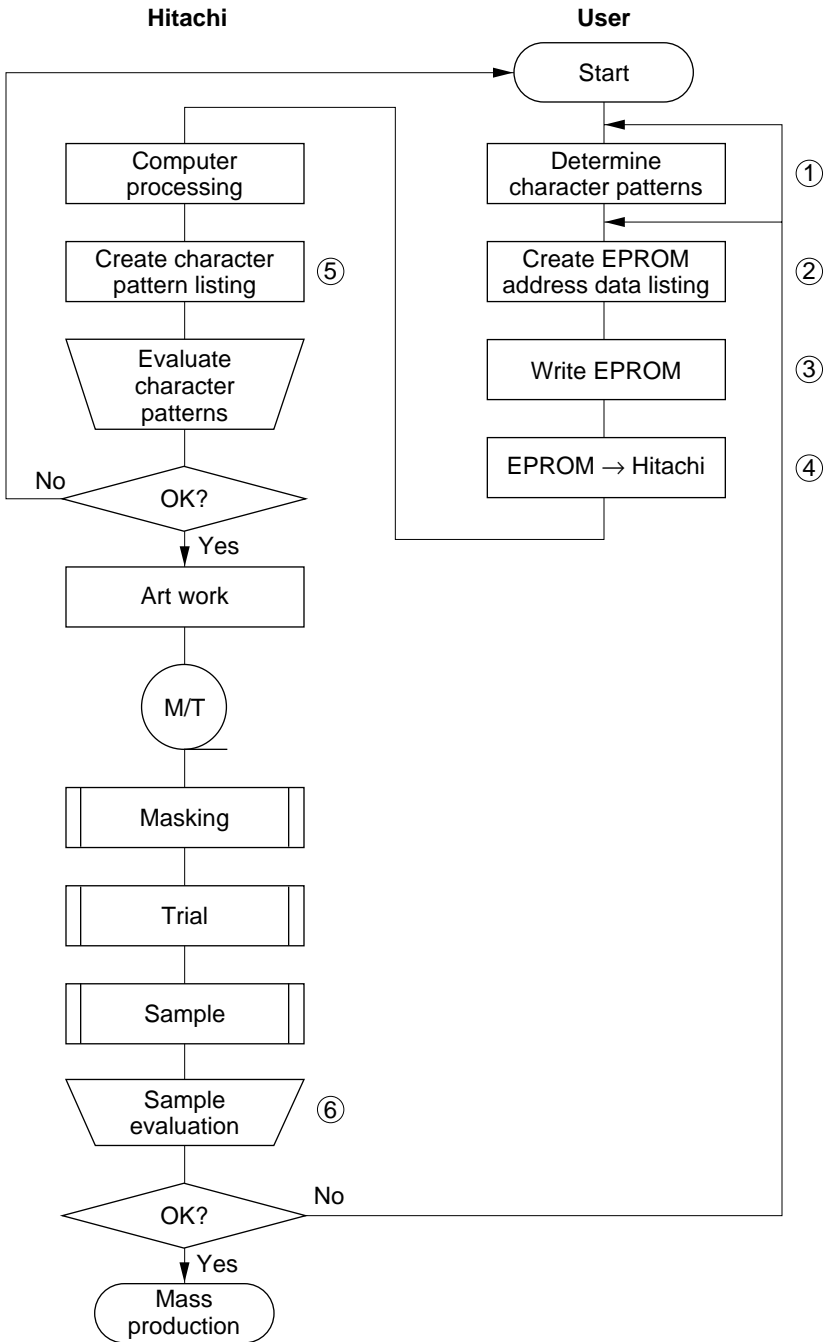 Hitachi
User
Start
Computer
processing
Determine
character patterns
①
Create character
pattern listing
⑤
Create EPROM
address data listing
②
Evaluate
character
patterns
Write EPROM
③
EPROM → Hitachi
④
No
OK?
Yes
Art work
M/T
Masking
Trial
Sample
Sample
evaluation
⑥
No
OK?
Yes
Mass
production